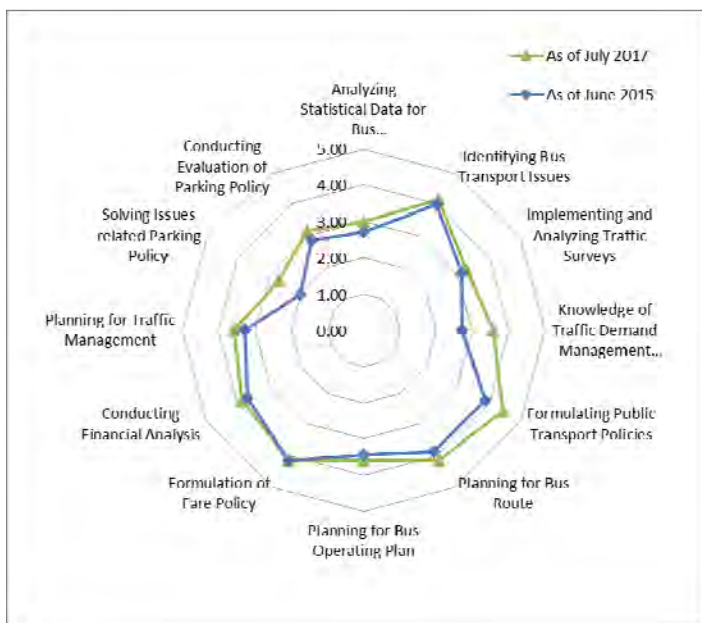 As of July 2017
As of June 2015
Analyzing
Statistical Data for
Bus...
Identifying Bus
Transport Issues
Implementing and
Analyzing Traffic
Surveys
Knowledge of
Traffic Demand
Management...
Formulating Public
Transport Policies
Planning for Bus
Route
Planning for Bus
Operating Plan
Formulation of
Fare Policy
Conducting
Financial Analysis
Planning for Traffic
Management
Solving Issues
related Parking
Policy
Conducting
Evaluation of
Parking Policy
5.00
4.00
3.00
2.00
1.00
0.00